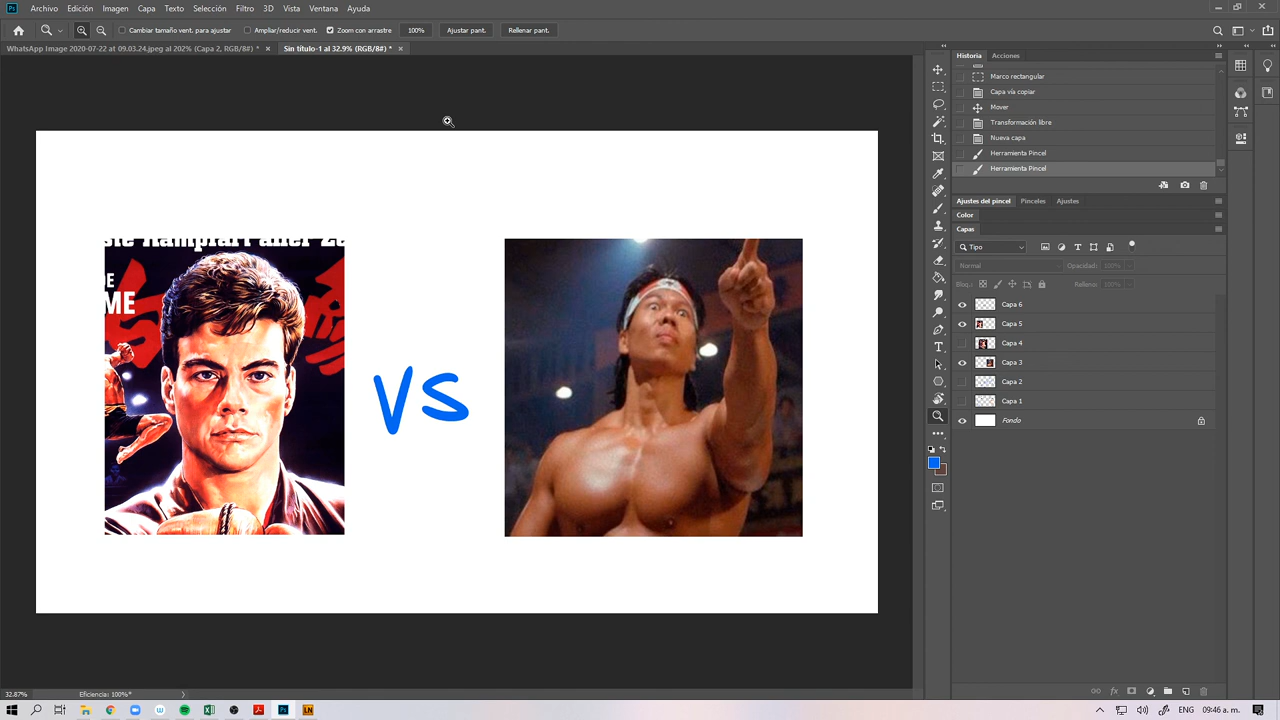 Archivo Edición Imagen Capa Texto Selección Filtro 3D Vista Ventana Ayuda
Cambiar tamaño vent. para ajustar Ampliar/reducir vent. Zoom con arrastre 100% Ajustar pant. Rellenar pant.
WhatsApp Image 2020-07-22 at 09.03.24.jpeg al 202% (Capa 2, RGB/8#) * × Sin título-1 al 32.9% (RGB/8#) * ×
Historia Acciones
Marco rectangular
Capa vía copiar
Mover
Transformación libre
Nueva capa
Herramienta Pincel
Herramienta Pincel
Ajustes del pincel Pinceles Ajustes
Color
Capas
Tipo
Normal Opacidad: 100%
Bloq.: Relleno: 100%
Capa 6
Capa 5
Capa 4
Capa 3
Capa 2
Capa 1
Fondo
DE
ME
VS
32.87% Eficiencia: 100%*
ENG 09:46 a. m.